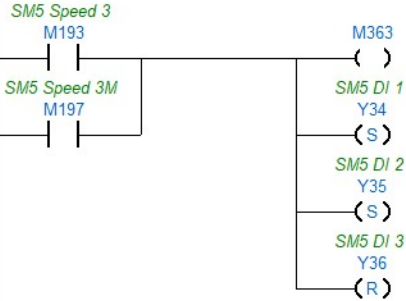 SM5 Speed 3
M193
M363
SM5 Speed 3M
M197
SM5 DI 1
Y34
S
SM5 DI 2
Y35
S
SM5 DI 3
Y36
R